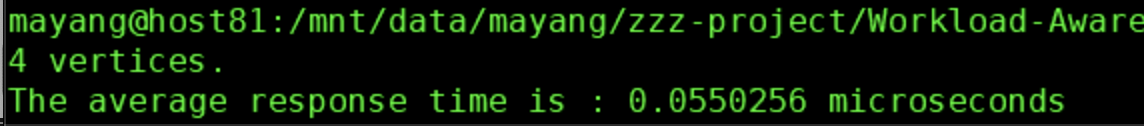 mayang@host81:/mnt/data/mayang/zzz-project/Workload-Aware
4 vertices.
The average response time is : 0.0550256 microseconds